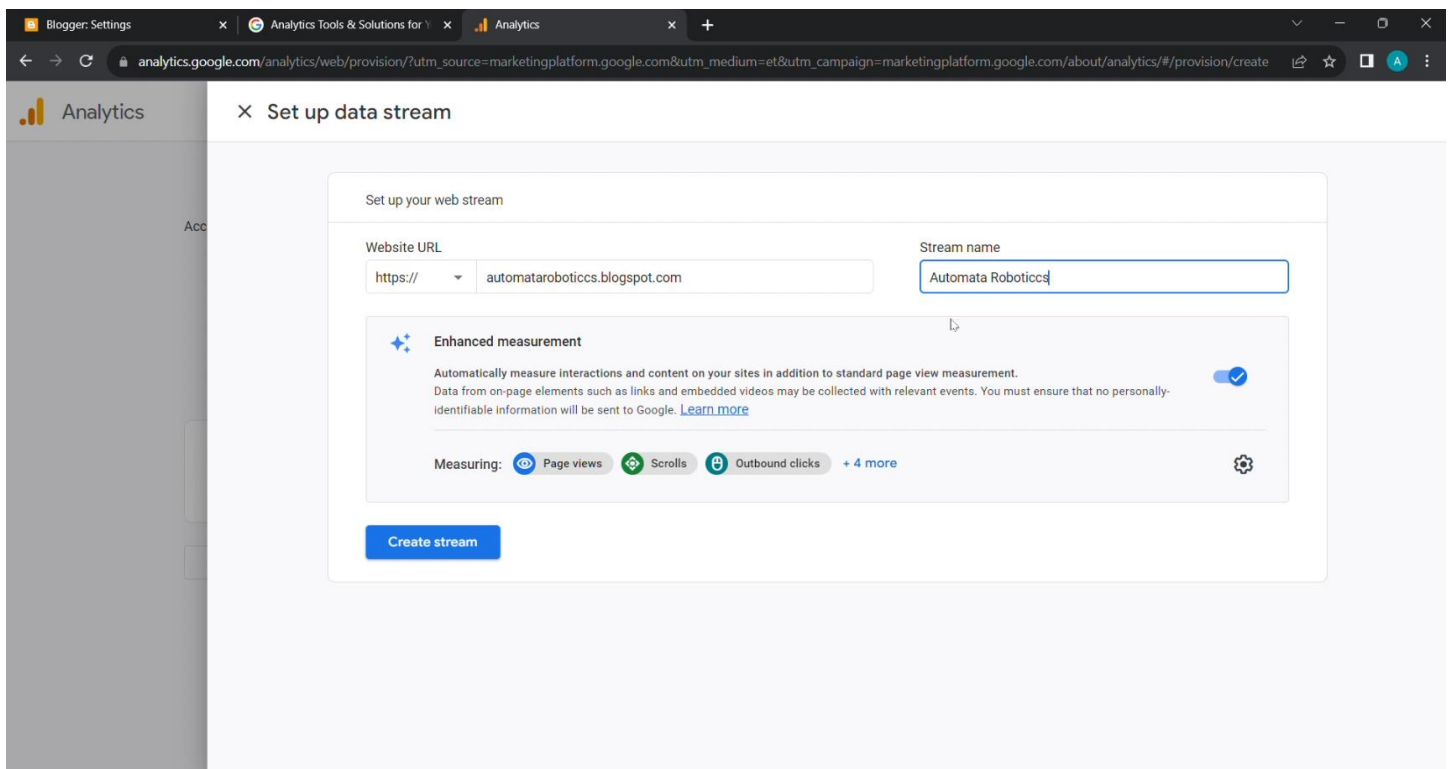 Blogger: Settings
Analytics Tools & Solutions for Y
Analytics
analytics.google.com/analytics/web/provision/?utm_source=marketingplatform.google.com&utm_medium=et&utm_campaign=marketingplatform.google.com/about/analytics/#/provision/create
A
Analytics
Set up data stream
Acc
Set up your web stream
Website URL
Stream name
https://
automataroboticcs.blogspot.com
Automata Roboticcs
Enhanced measurement
Automatically measure interactions and content on your sites in addition to standard page view measurement.
Data from on-page elements such as links and embedded videos may be collected with relevant events. You must ensure that no personally-
identifiable information will be sent to Google. Learn more
Measuring: Page views Scrolls Outbound clicks + 4 more
Create stream